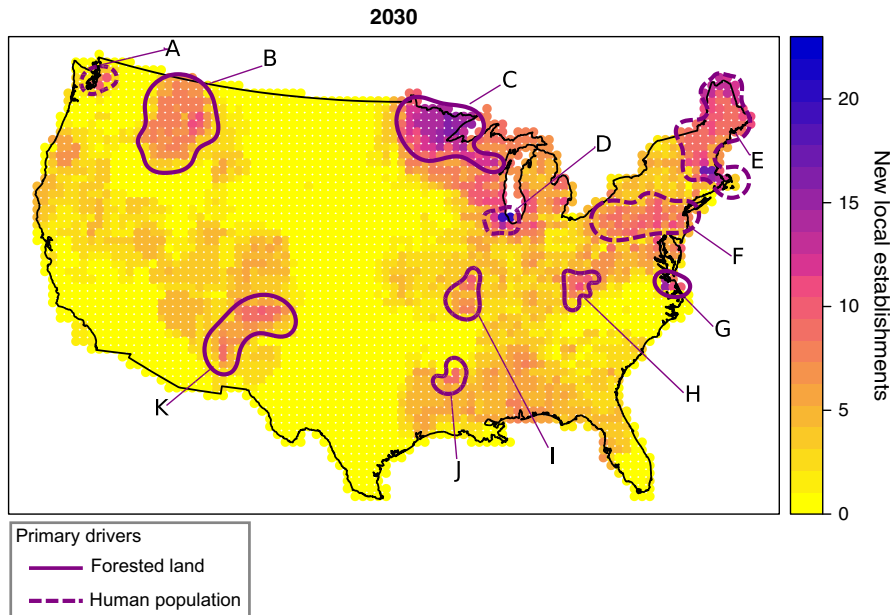 2030
A
B
C
D
E
F
G
H
I
J
K
20
15
10
5
0
New local establishments
Primary drivers
Forested land
Human population